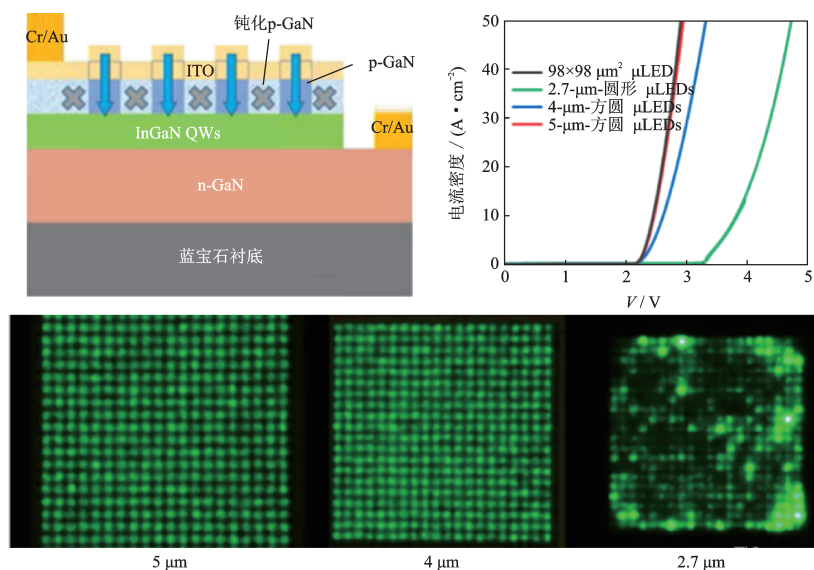 钝化p-GaN
Cr/Au
ITO
p-GaN
Cr/Au
InGaN QWs
n-GaN
蓝宝石衬底
电流密度 / (A·cm⁻²)
50
40
30
20
10
0
98×98 μm² μLED
2.7-μm-圆形 μLEDs
4-μm-方圆 μLEDs
5-μm-方圆 μLEDs
0 1 2 3 4 5
V / V
5 μm 4 μm 2.7 μm